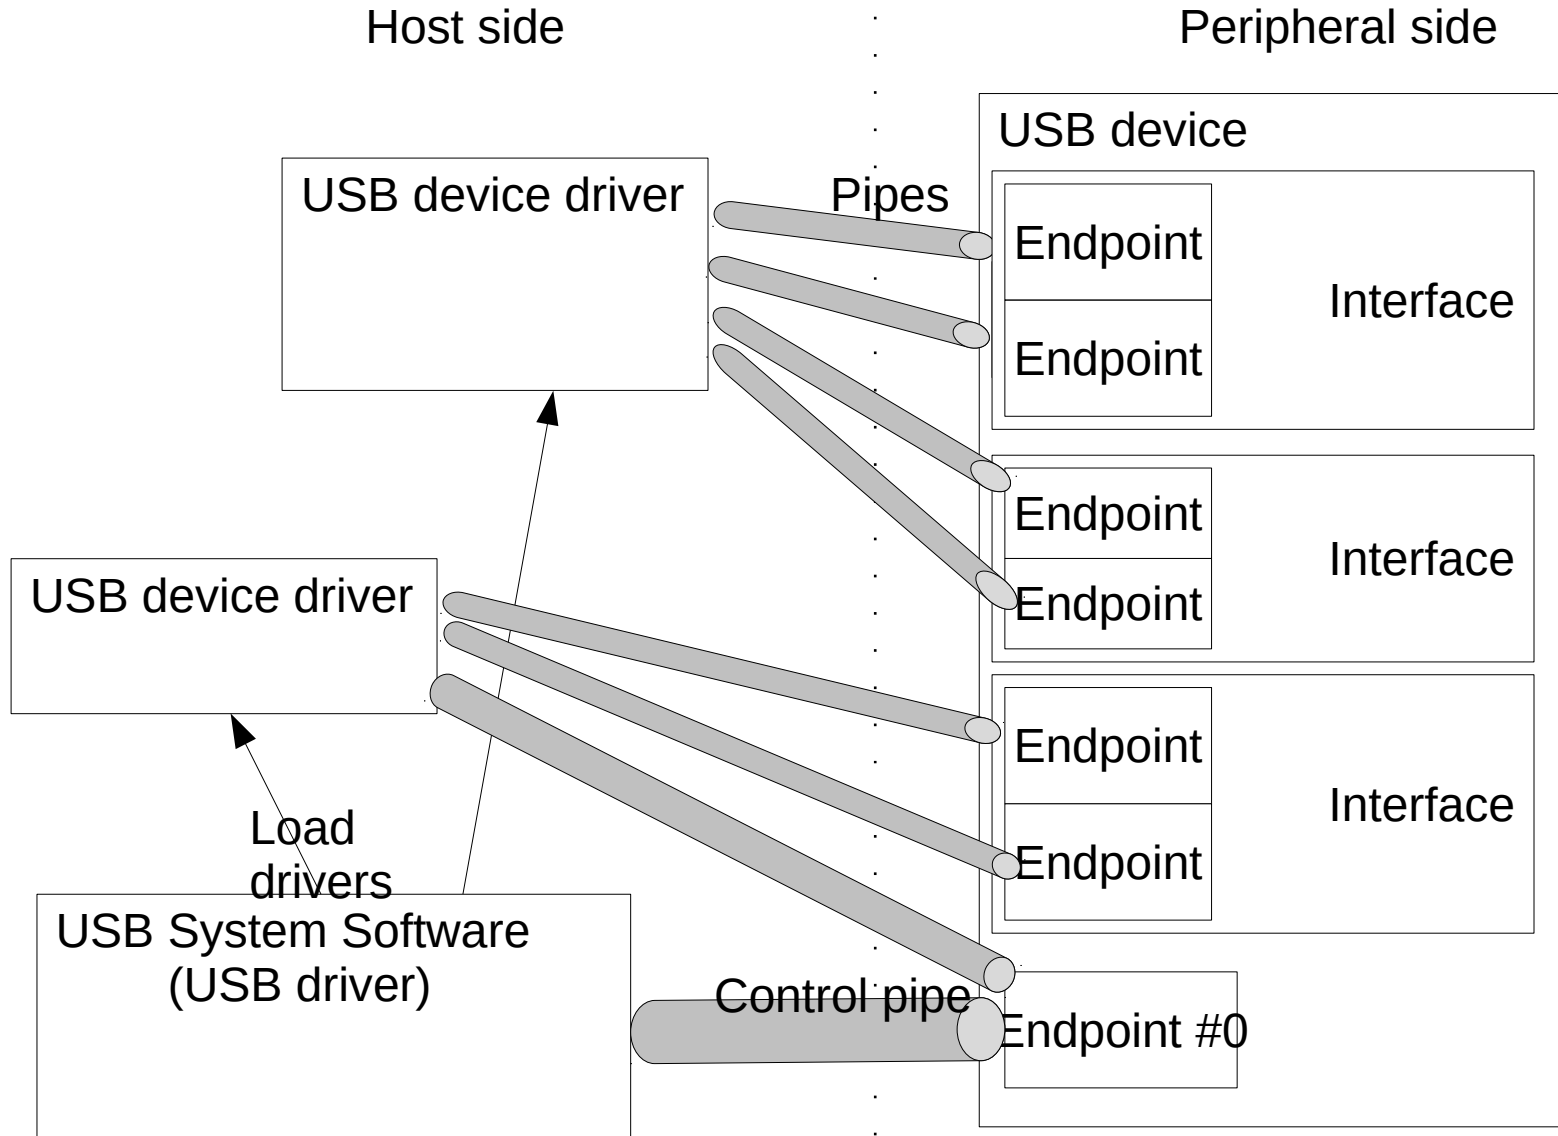 Host side
Peripheral side
USB device
USB device driver
Pipes
Endpoint
Interface
Endpoint
Endpoint
Interface
Endpoint
USB device driver
Endpoint
Interface
Endpoint
Load
drivers
USB System Software
(USB driver)
Control pipe
Endpoint #0